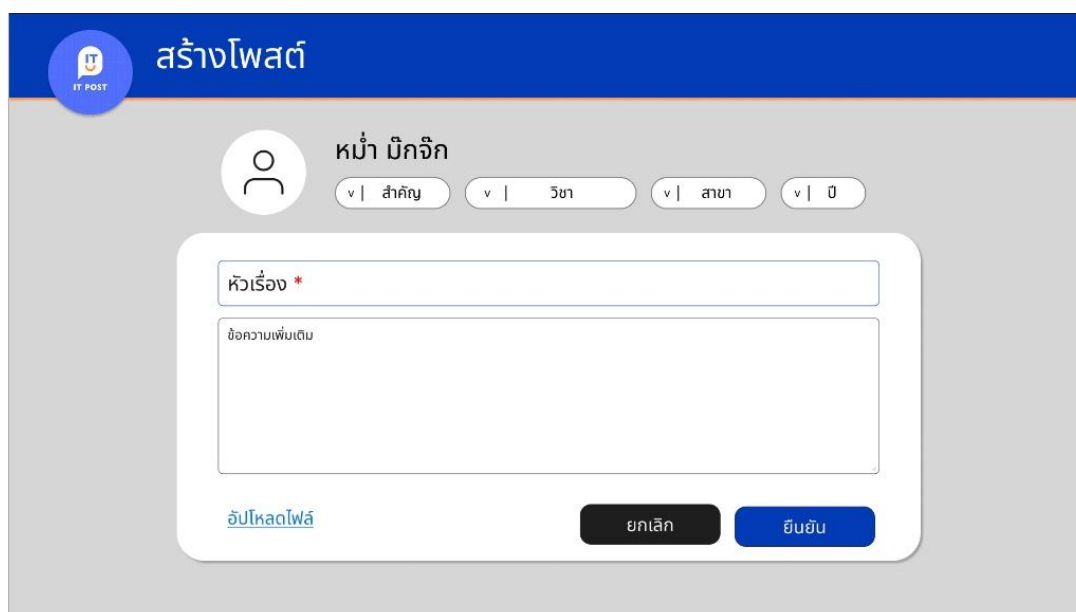 IT
IT POST
สร้างโพสต์
หม่ำ ม๊กจ๊ก
v | สำคัญ
v | วิชา
v | สาขา
v | ปี
หัวเรื่อง *
ข้อความเพิ่มเติม
อัปโหลดไฟล์
ยกเลิก
ยืนยัน